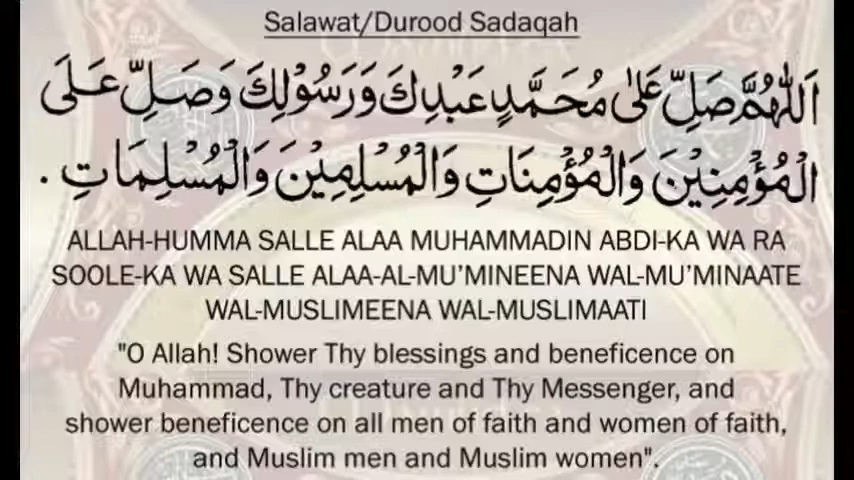 Salawat/Durood Sadaqah
اَللّٰهُمَّ صَلِّ عَلٰى مُحَمَّدٍ عَبْدِكَ وَرَسُوْلِكَ وَصَلِّ عَلَى
الْمُؤْمِنِيْنَ وَالْمُؤْمِنَاتِ وَالْمُسْلِمِيْنَ وَالْمُسْلِمَاتِ .
ALLAH-HUMMA SALLE ALAA MUHAMMADIN ABDI-KA WA RA
SOOLE-KA WA SALLE ALAA-AL-MU’MINEENA WAL-MU’MINAATE
WAL-MUSLIMEENA WAL-MUSLIMAATI
"O Allah! Shower Thy blessings and beneficence on
Muhammad, Thy creature and Thy Messenger, and
shower beneficence on all men of faith and women of faith,
and Muslim men and Muslim women".